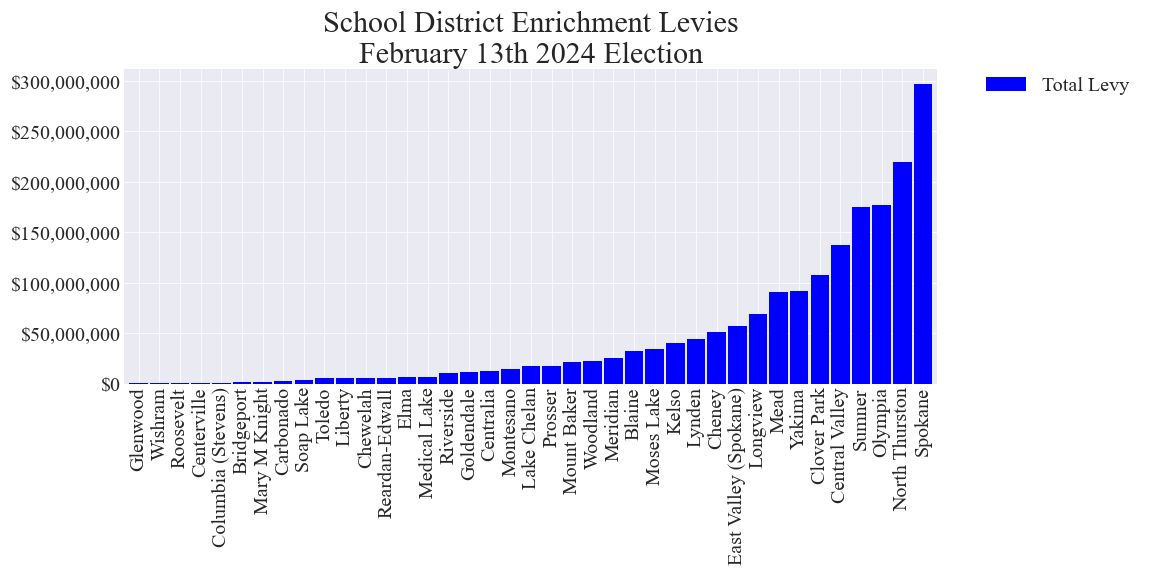 School District Enrichment Levies
February 13th 2024 Election
Total Levy
$300,000,000
$250,000,000
$200,000,000
$150,000,000
$100,000,000
$50,000,000
$0
Glenwood
Wishram
Roosevelt
Centerville
Columbia (Stevens)
Bridgeport
Mary M Knight
Carbonado
Soap Lake
Toledo
Liberty
Chewelah
Reardan-Edwall
Elma
Medical Lake
Riverside
Golendale
Centralia
Montesano
Lake Chelan
Prosser
Mount Baker
Woodland
Meridian
Blaine
Moses Lake
Kelso
Lynden
Cheney
East Valley (Spokane)
Longview
Mead
Yakima
Clover Park
Central Valley
Sumner
Olympia
North Thurston
Spokane